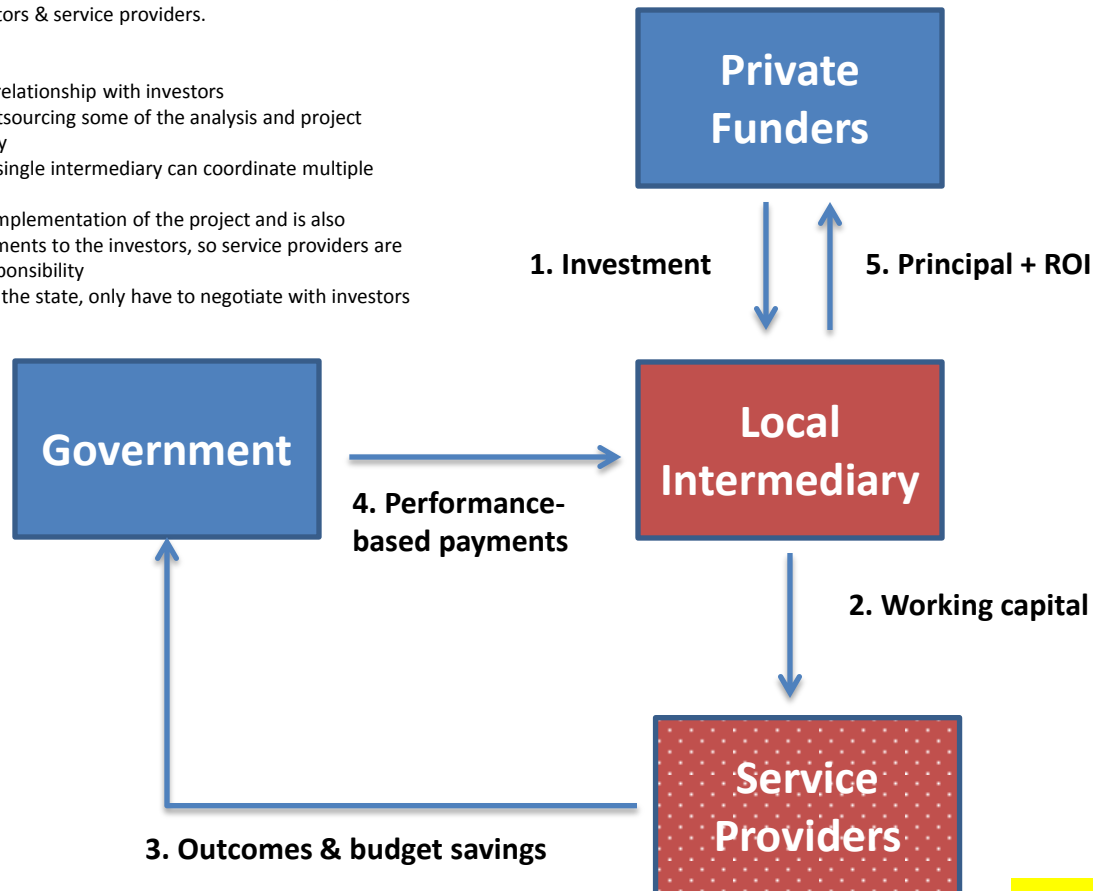 tors & service providers.
relationship with investors
tsourcing some of the analysis and project
y
single intermediary can coordinate multiple
mplementation of the project and is also
ments to the investors, so service providers are
ponsibility
the state, only have to negotiate with investors
Private
Funders
1. Investment
5. Principal + ROI
Government
Local
Intermediary
4. Performance-
based payments
2. Working capital
Service
Providers
3. Outcomes & budget savings